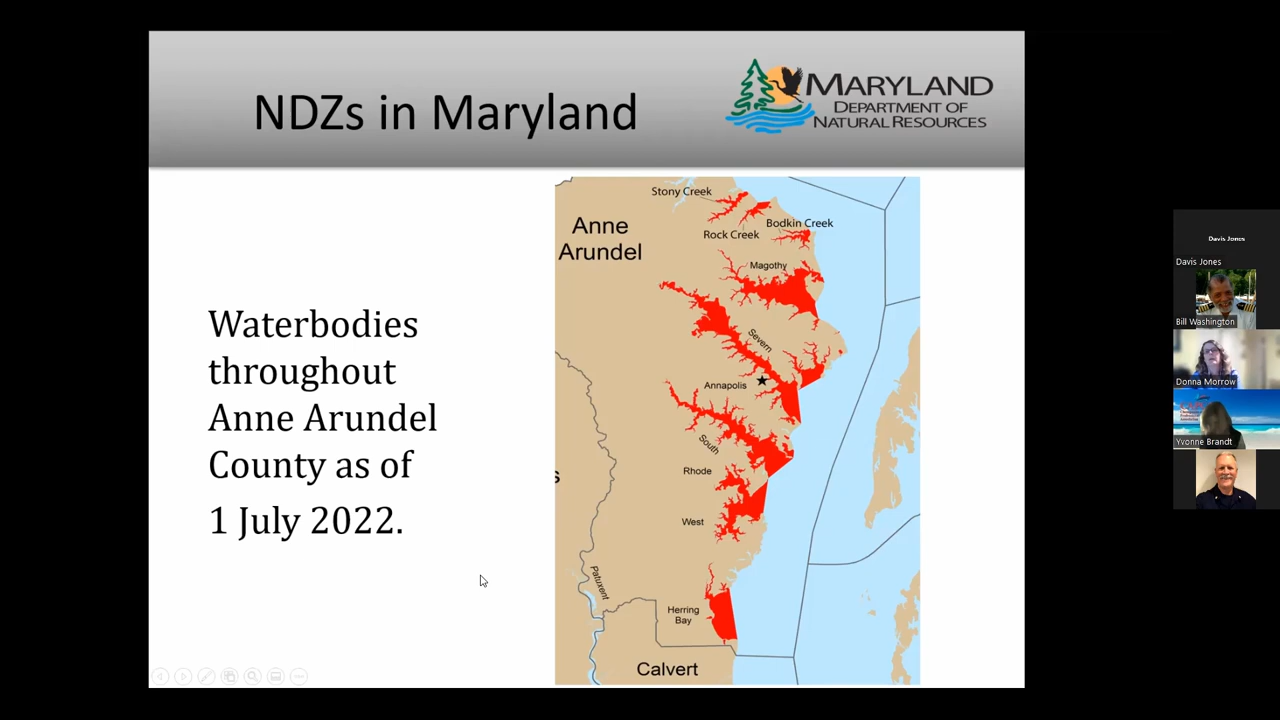 NDZs in Maryland
MARYLAND
DEPARTMENT OF
NATURAL RESOURCES
Waterbodies
throughout
Anne Arundel
County as of
1 July 2022.
Stony Creek
Anne
Arundel
Bodkin Creek
Rock Creek
Magothy
Severn
Annapolis
South
Rhode
West
s
Patuxent
Herring
Bay
Calvert
Davis Jones
Davis Jones
Bill Washington
Donna Morrow
Yvonne Brandt